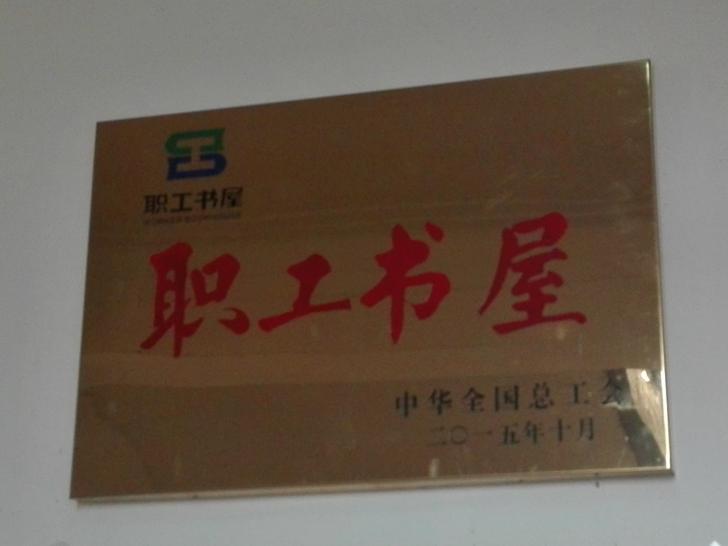 职工书屋
职工书屋
中华全国总工会
二〇一五年十月